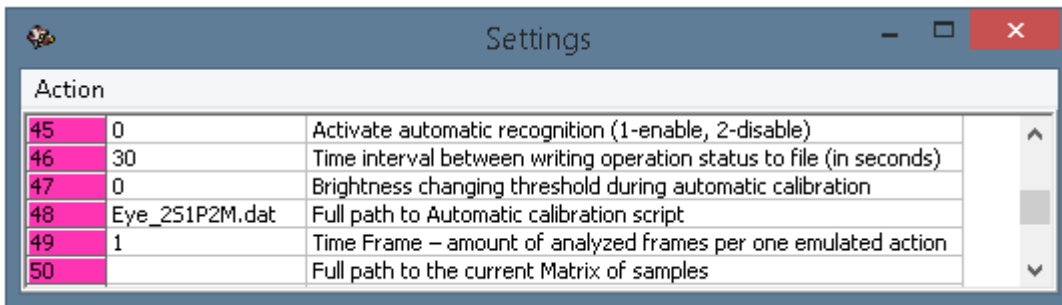 Settings
Action
45 0 Activate automatic recognition (1-enable, 2-disable)
46 30 Time interval between writing operation status to file (in seconds)
47 0 Brightness changing threshold during automatic calibration
48 Eye_2S1P2M.dat Full path to Automatic calibration script
49 1 Time Frame – amount of analyzed frames per one emulated action
50 Full path to the current Matrix of samples